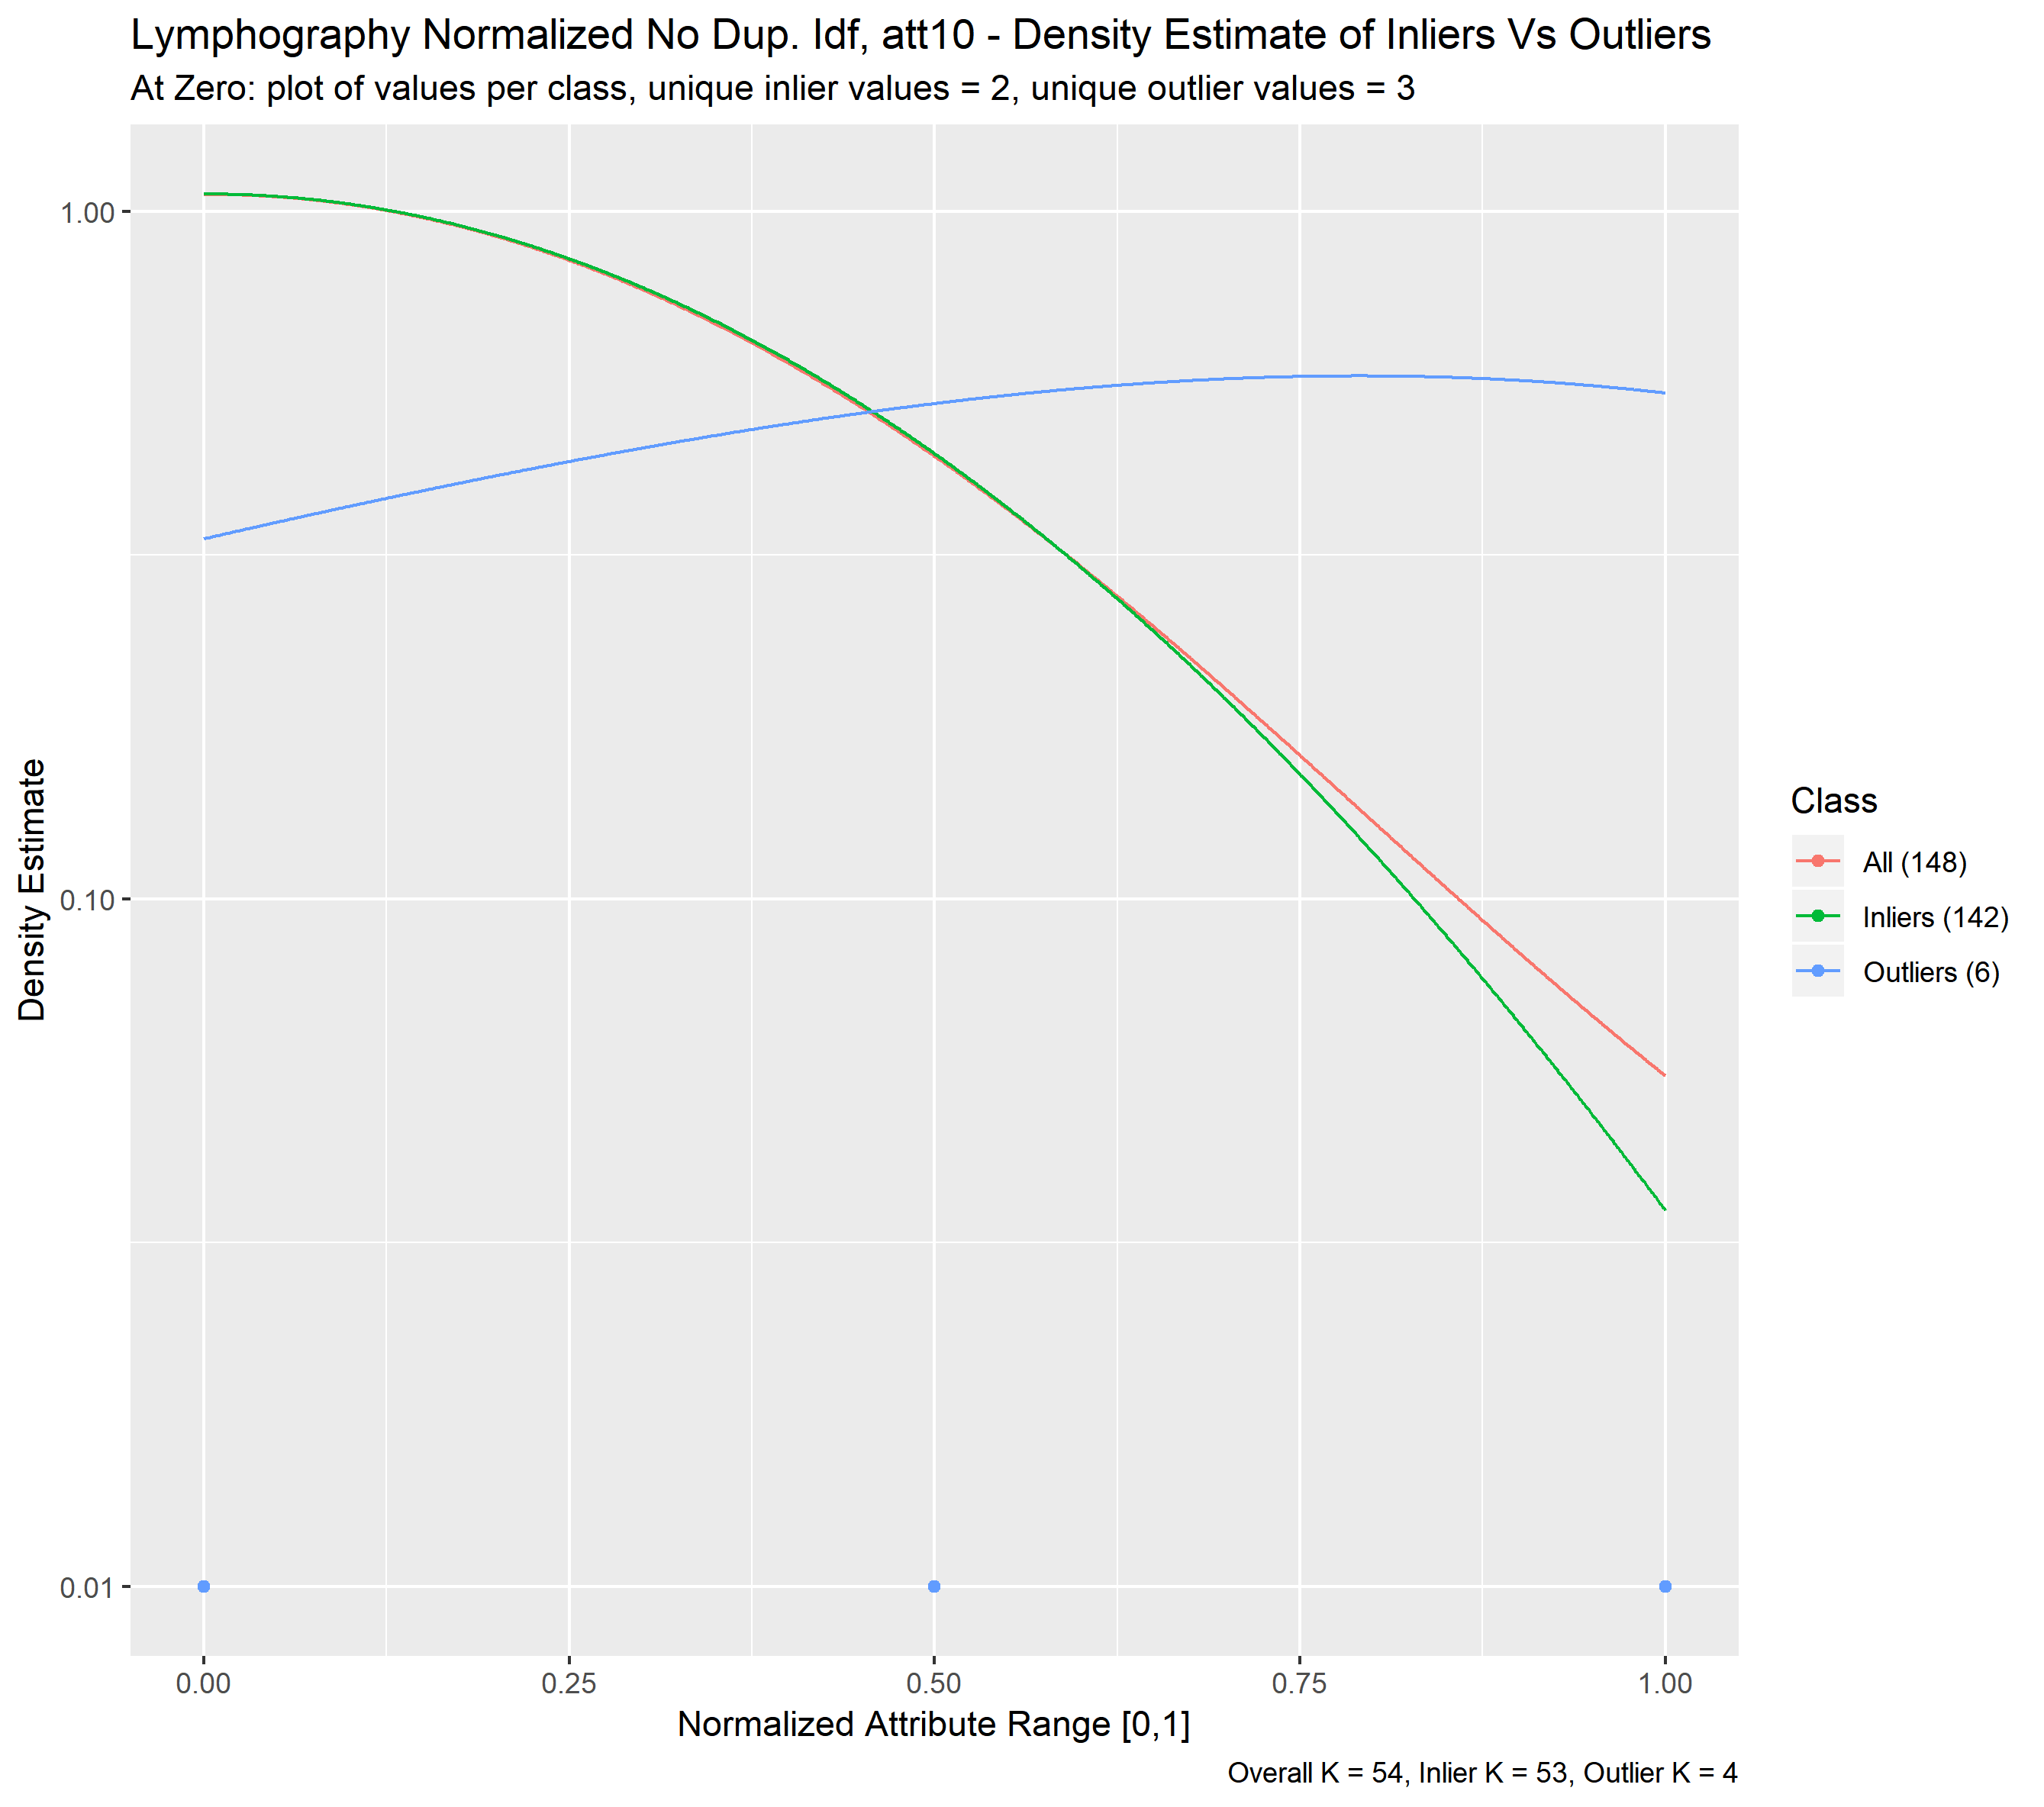 Lymphography Normalized No Dup. Idf, att10 - Density Estimate of Inliers Vs Outliers
At Zero: plot of values per class, unique inlier values = 2, unique outlier values = 3
Density Estimate
1.00
0.10
0.01
0.00 0.25 0.50 0.75 1.00
Normalized Attribute Range [0,1]
Class
All (148)
Inliers (142)
Outliers (6)
Overall K = 54, Inlier K = 53, Outlier K = 4